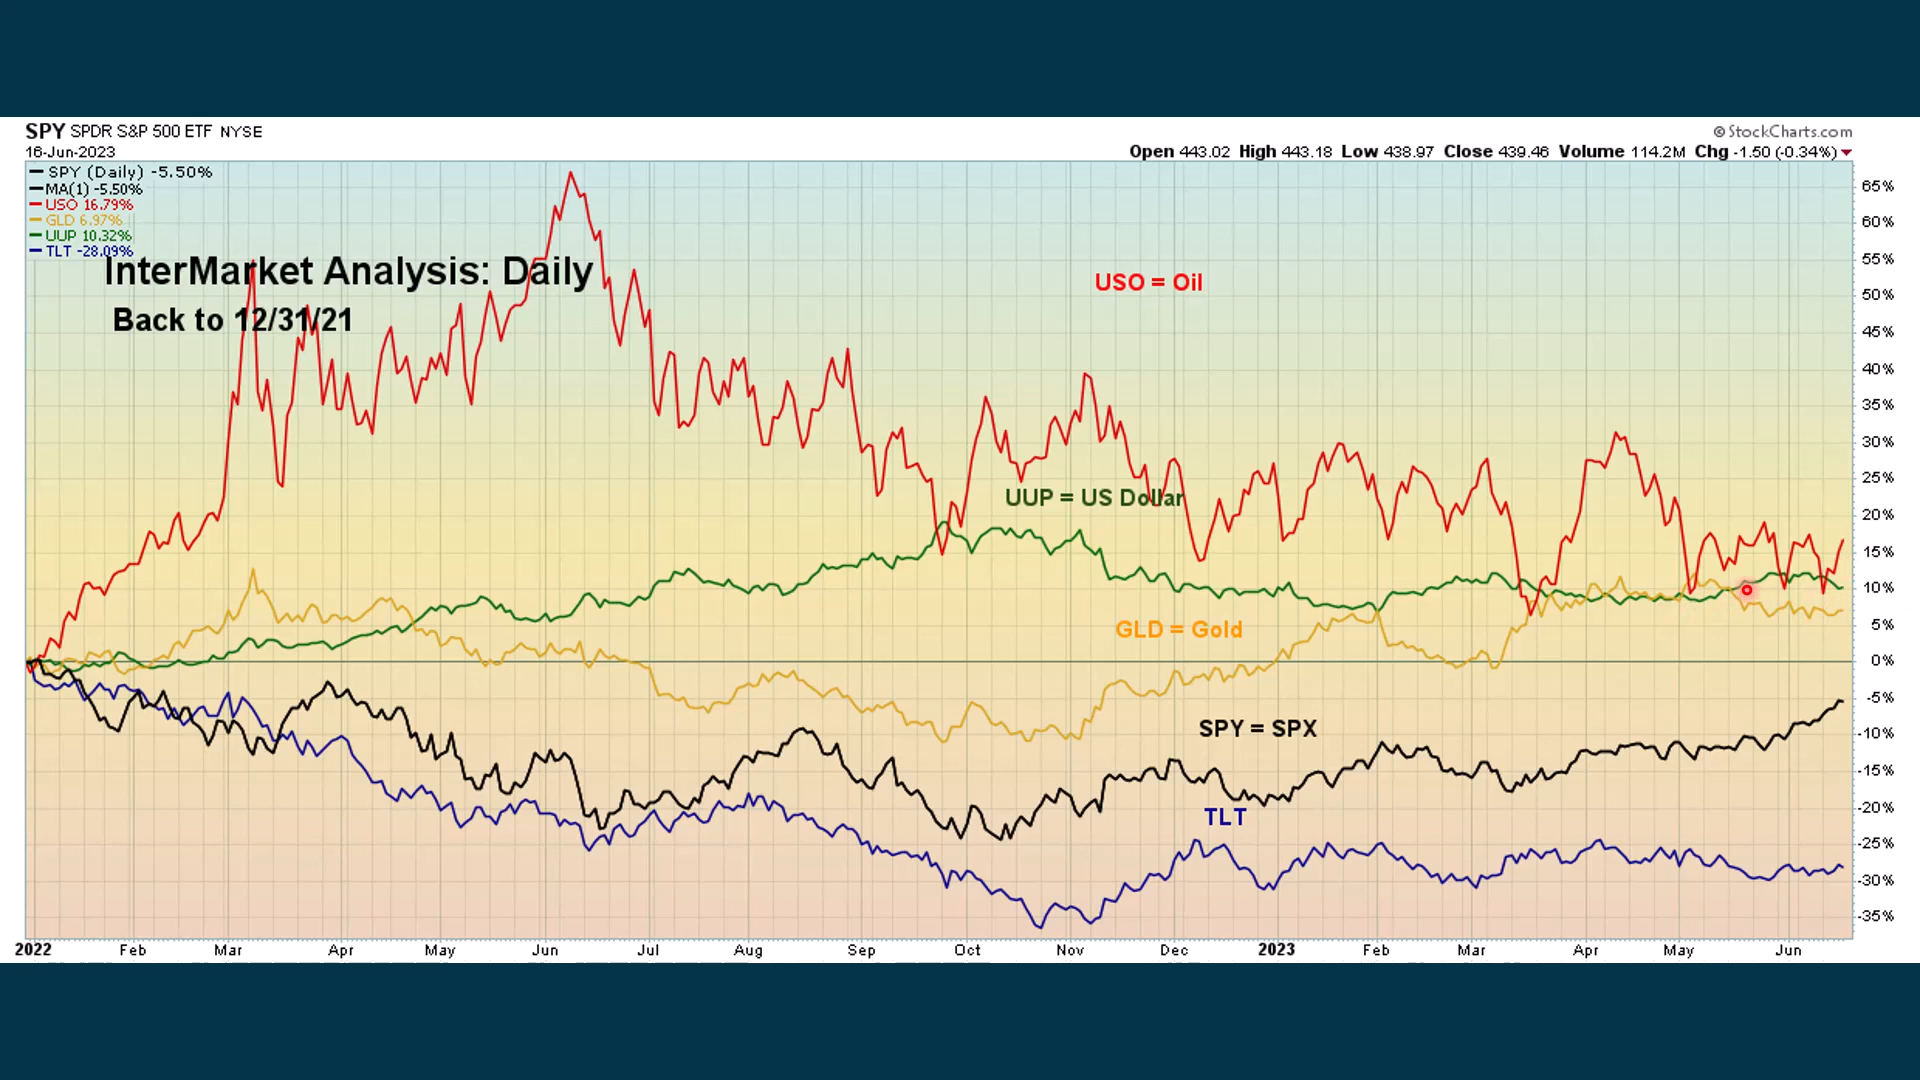 SPY SPDR S&P 500 ETF NYSE
© StockCharts.com
16-Jun-2023
Open 443.02 High 443.18 Low 438.97 Close 439.46 Volume 114.2M Chg -1.50 (-0.34%)
SPY (Daily) -5.50%
MA(1) -5.50%
USO 16.79%
GLD 6.97%
UUP 10.32%
TLT -28.09%
InterMarket Analysis: Daily
Back to 12/31/21
USO = Oil
UUP = US Dollar
GLD = Gold
SPY = SPX
TLT
65%
60%
55%
50%
45%
40%
35%
30%
25%
20%
15%
10%
5%
0%
-5%
-10%
-15%
-20%
-25%
-30%
-35%
2022 Feb Mar Apr May Jun Jul Aug Sep Oct Nov Dec 2023 Feb Mar Apr May Jun